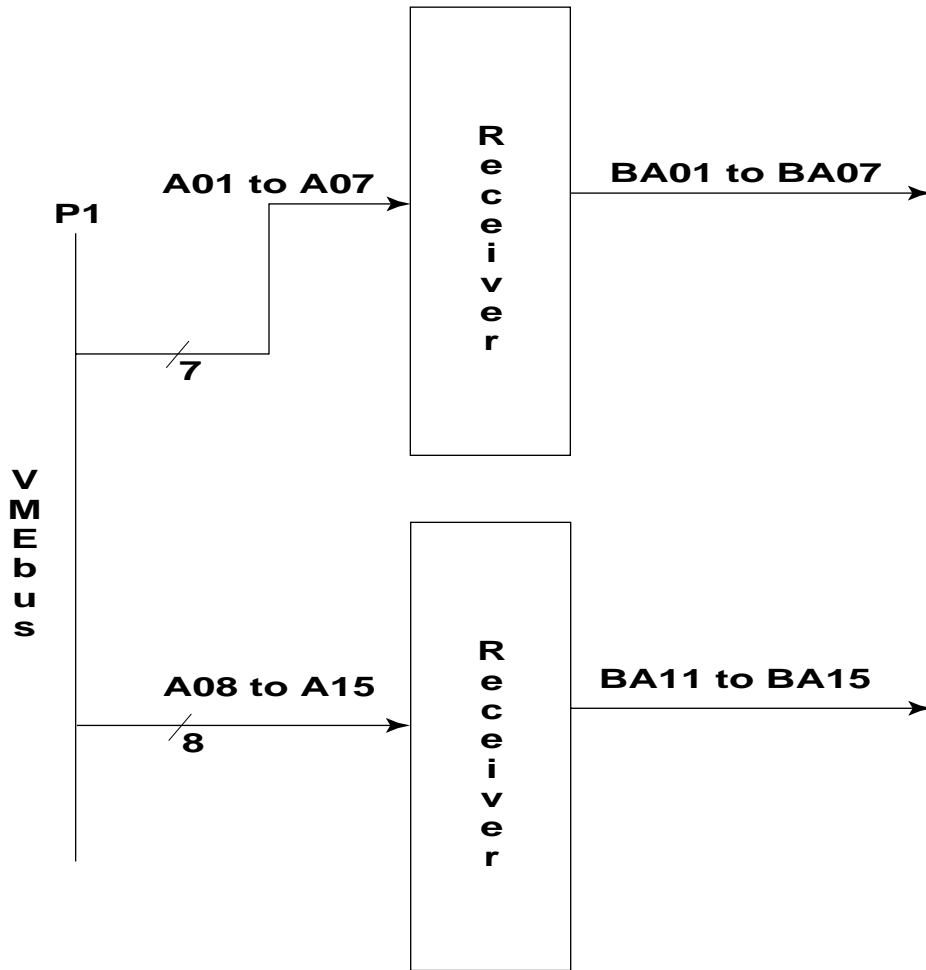 A01 to A07
P1
7
Receiver
BA01 to BA07
VMEbus
A08 to A15
8
Receiver
BA11 to BA15